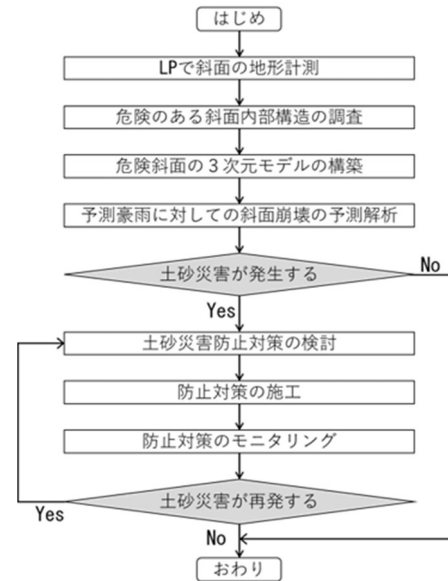 はじめ
LPで斜面の地形計測
危険のある斜面内部構造の調査
危険斜面の３次元モデルの構築
予測豪雨に対しての斜面崩壊の予測解析
土砂災害が発生する
No
Yes
土砂災害防止対策の検討
防止対策の施工
防止対策のモニタリング
土砂災害が再発する
Yes
No
おわり